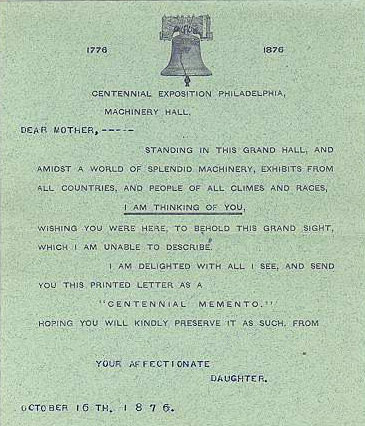 1776 1876
CENTENNIAL EXPOSITION PHILADELPHIA,
MACHINERY HALL,
DEAR MOTHER,-----
STANDING IN THIS GRAND HALL, AND
AMIDST A WORLD OF SPLENDID MACHINERY, EXHIBITS FROM
ALL COUNTRIES, AND PEOPLE OF ALL CLIMES AND RACES,
I AM THINKING OF YOU,
WISHING YOU WERE HERE, TO BEHOLD THIS GRAND SIGHT,
WHICH I AM UNABLE TO DESCRIBE.
I AM DELIGHTED WITH ALL I SEE, AND SEND
YOU THIS PRINTED LETTER AS A
"CENTENNIAL MEMENTO."
HOPING YOU WILL KINDLY PRESERVE IT AS SUCH, FROM
YOUR AFFECTIONATE
DAUGHTER.
OCTOBER 16 TH. 1876.